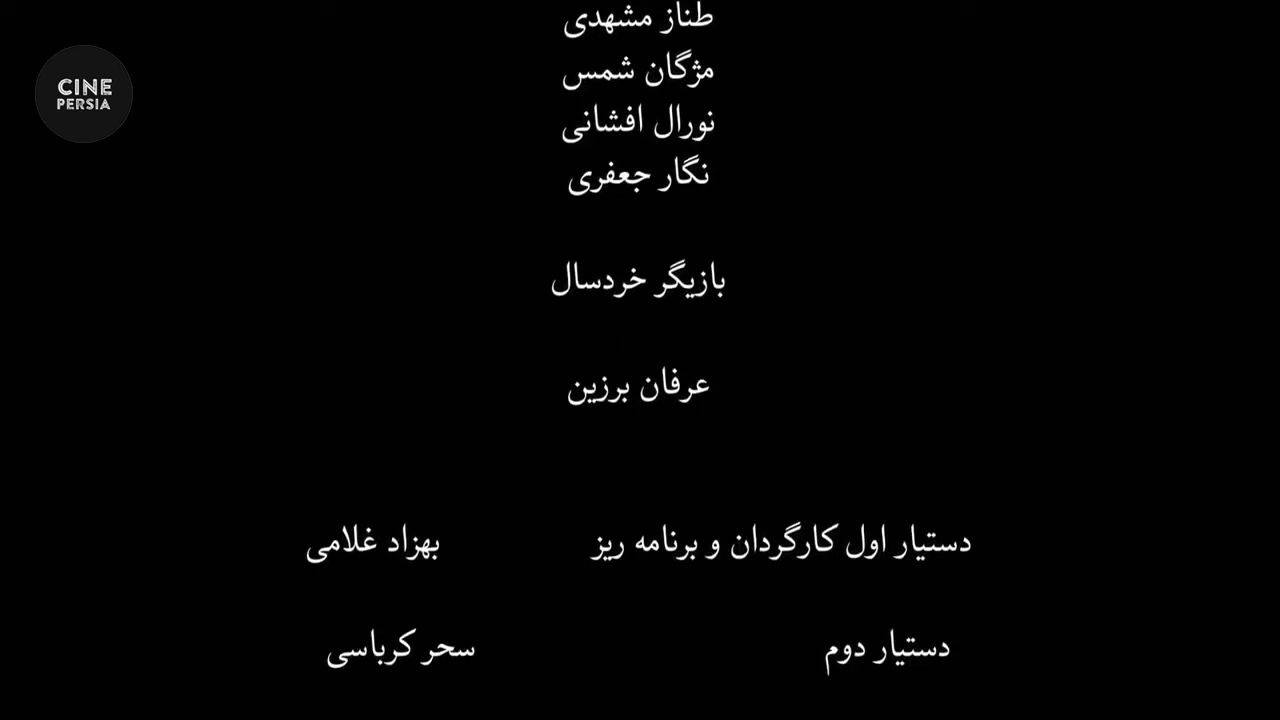 CINE
PERSIA
طناز مشهدی
مژگان شمس
نورال افشانی
نگار جعفری
بازیگر خردسال
عرفان برزین
دستیار اول کارگردان و برنامه ریز بهزاد غلامی
دستیار دوم سحر کرباسی